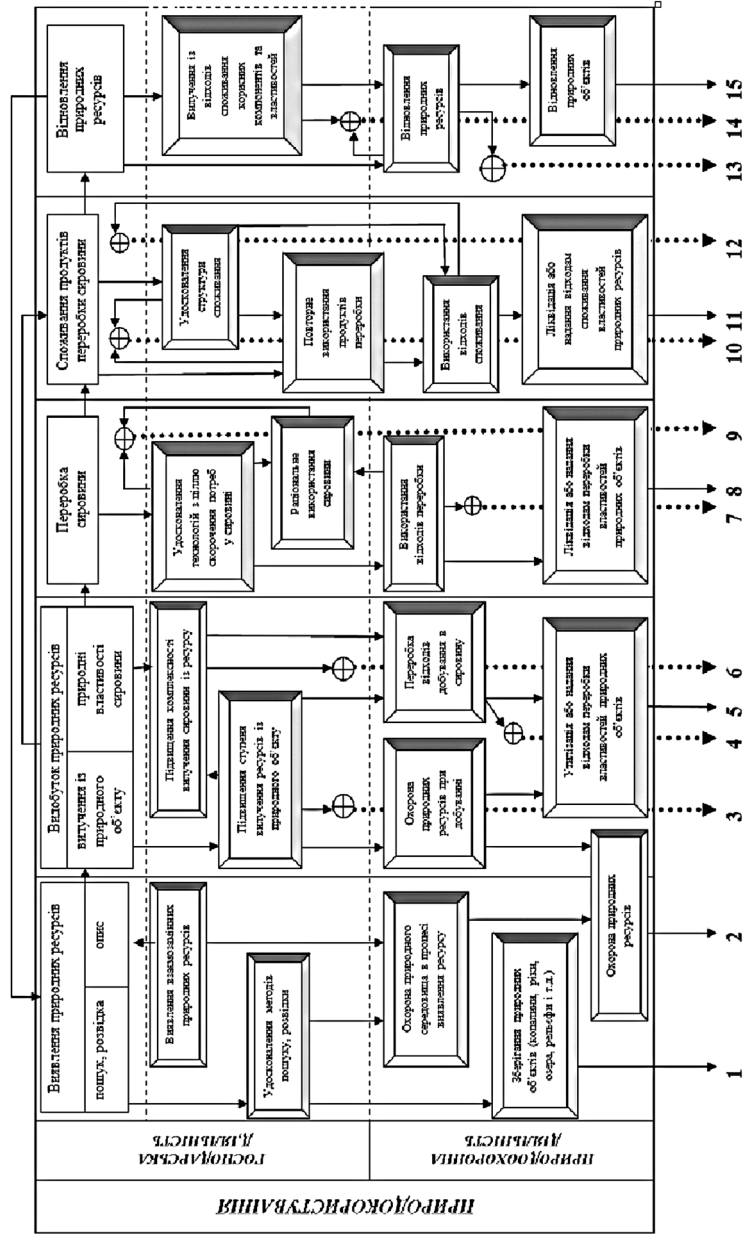 ПРИРОДОКОРИСТУВАННЯ
ГОСПОДАРСЬКА
ДІЯЛЬНІСТЬ
ПРИРОДООХОРОННА
ДІЯЛЬНІСТЬ
Виявлення природних ресурсів
пошук, розвідка
опис
Виявлення взаємозамінних
природних ресурсів
Удосконалення методів
пошуку, розвідки
Охорона природного
середовища в процесі
виявлення ресурсу
Зберігання природних
об'єктів (копалини, ріки,
озера, рельєфи і т.д.)
Охорона природних
ресурсів
Видобуток природних ресурсів
вилучення із
природного
об'єкту
природні
властивості
сировини
Підвищення комплексності
вилучення сировини із ресурсу
Підвищення ступеня
вилучення ресурсів із
природного об'єкту
Охорона
природних
ресурсів при
добуванні
Переробка
відходів
добування в
сировину
Утилізація або надання
відходам переробки
властивостей природних
об'єктів
Переробка
сировини
Удосконалення
технологій з ціллю
скорочення потреб
у сировині
Раціональне
використання
сировини
Використання
відходів переробки
Ліквідація або надання
відходам переробки
властивостей
природних об'єктів
Споживання продуктів
переробки сировини
Удосконалення
структури
споживання
Повторне
використання
продуктів
переробки
Використання
відходів
споживання
Ліквідація або
надання відходам
споживання
властивостей
природних ресурсів
Відновлення
природних
ресурсів
Вилучення із
відходів
споживання
корисних
компонентів та
властивостей
Відновлення
природних
ресурсів
Відновлення
природних
об'єктів
1
2
3
4
5
6
7
8
9
10
11
12
13
14
15